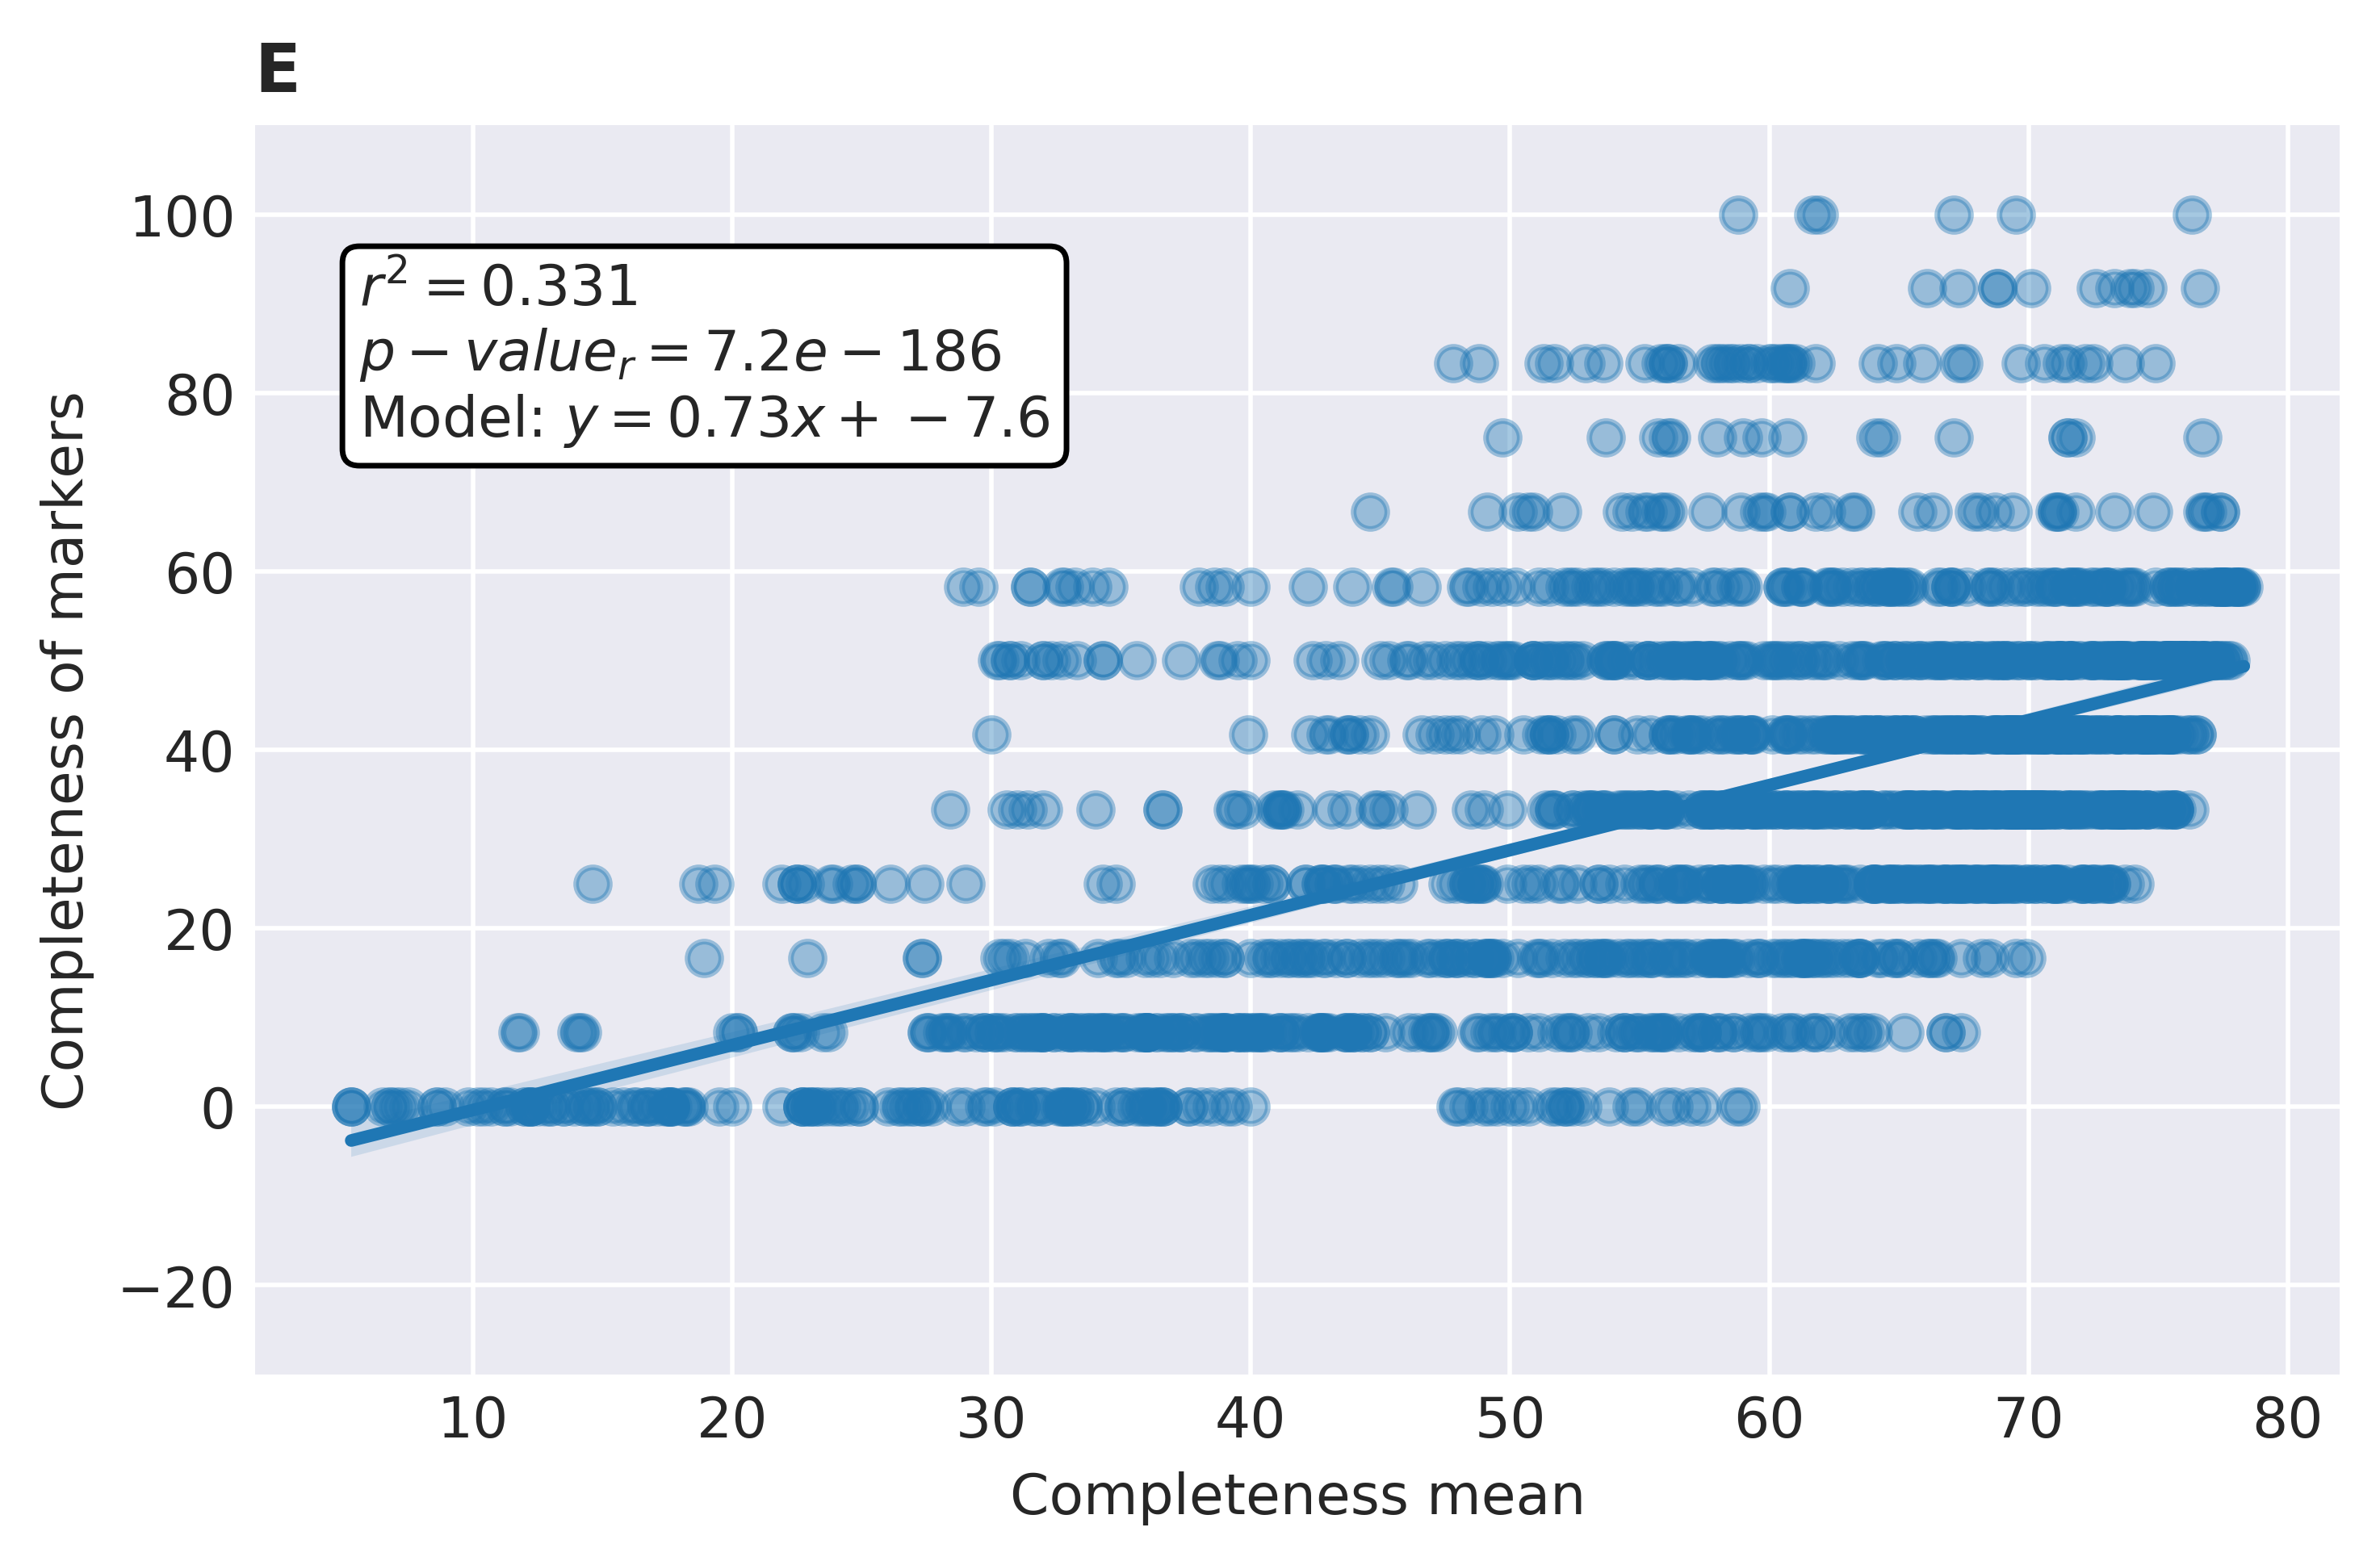 E
100
80
60
40
20
0
−20
Completeness of markers
r² = 0.331
p − valueᵣ = 7.2e − 186
Model: y = 0.73x + − 7.6
10 20 30 40 50 60 70 80
Completeness mean